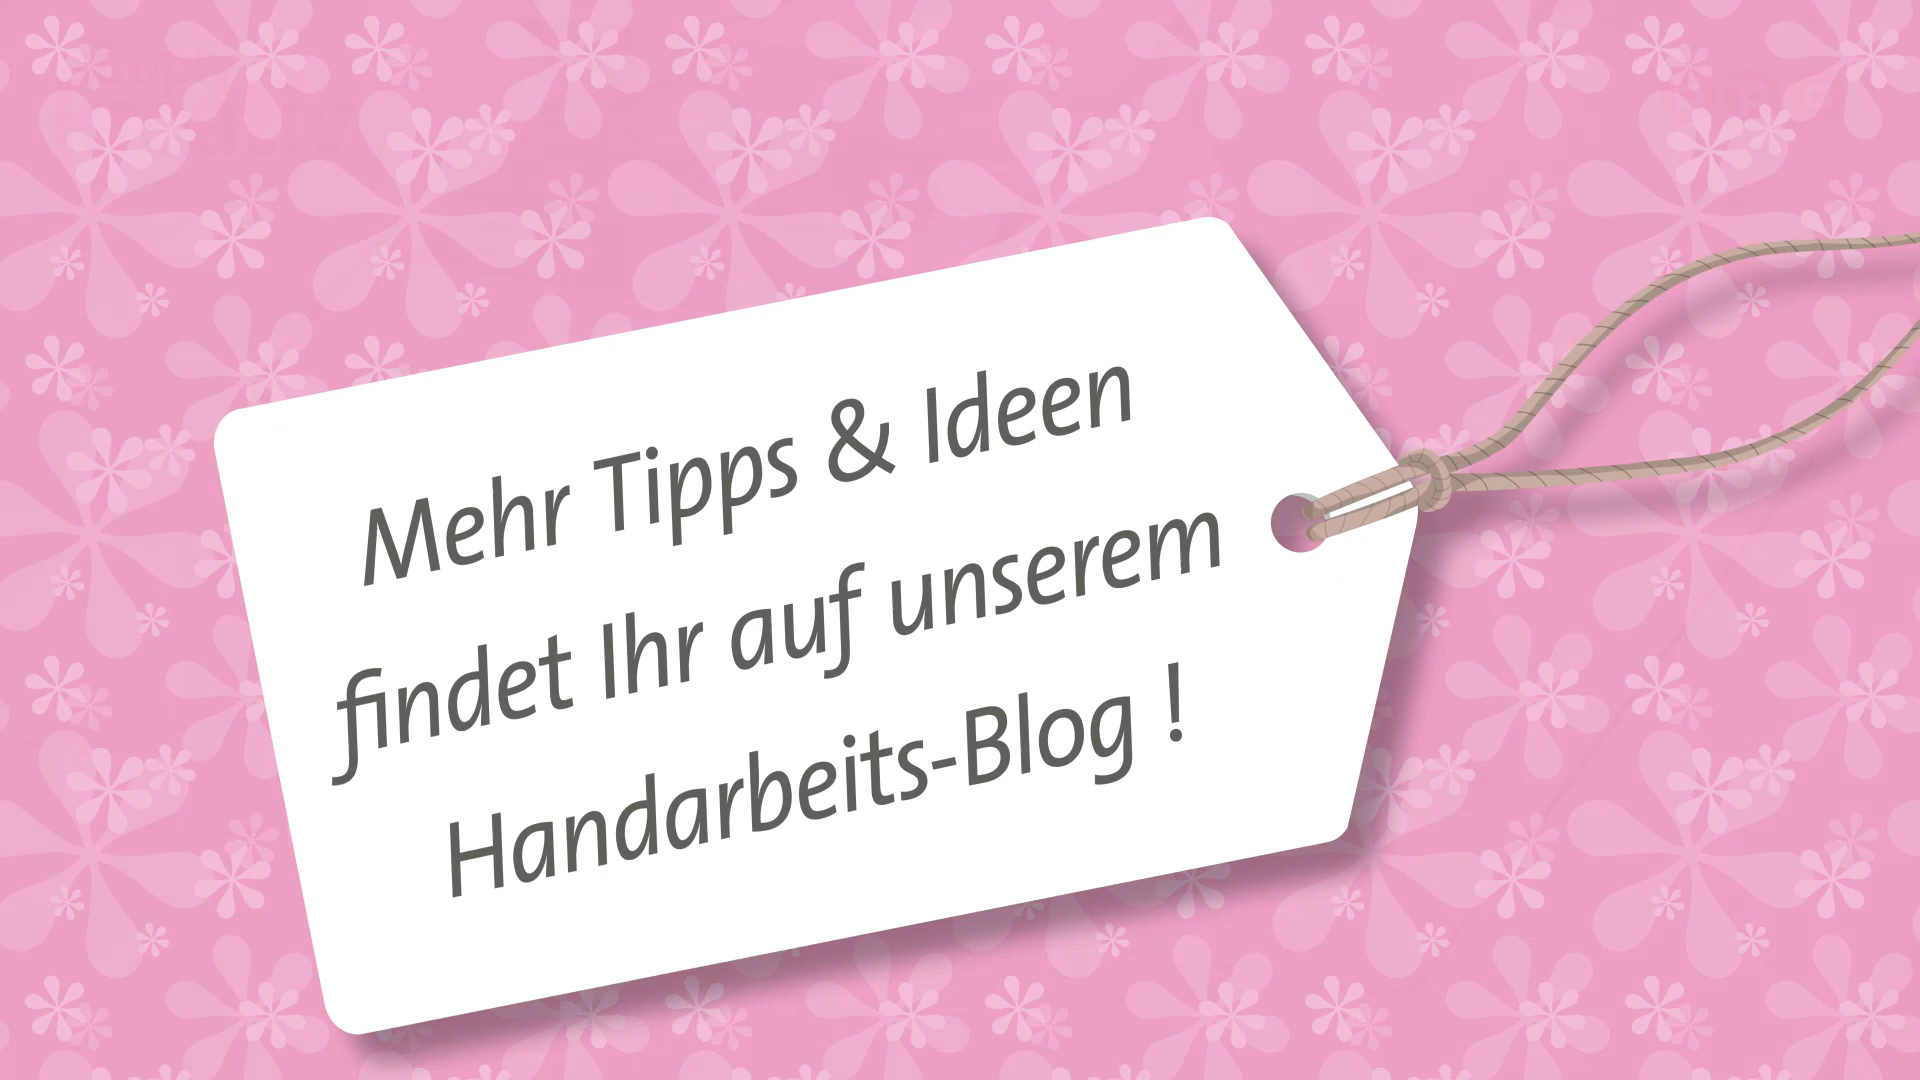 Mehr Tipps & Ideen
findet Ihr auf unserem
Handarbeits-Blog !